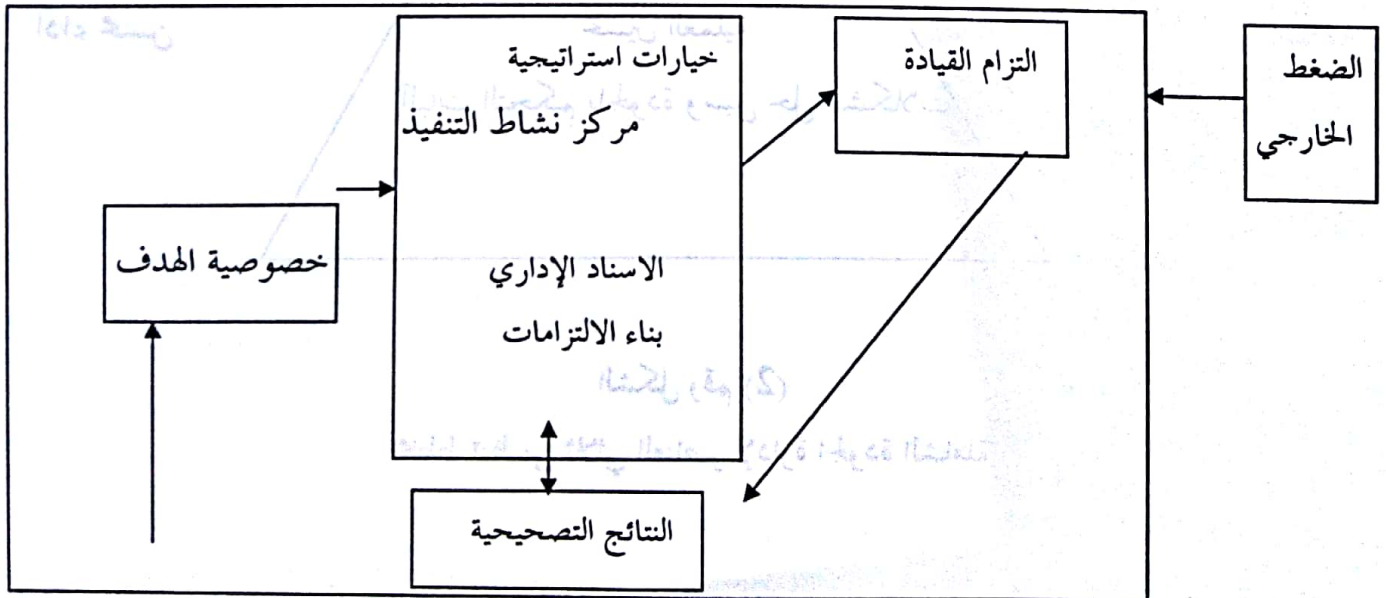 الضغط
الخارجي
التزام القيادة
خيارات استراتيجية
مركز نشاط التنفيذ
الاسناد الإداري
بناء الالتزامات
خصوصية الهدف
النتائج التصحيحية